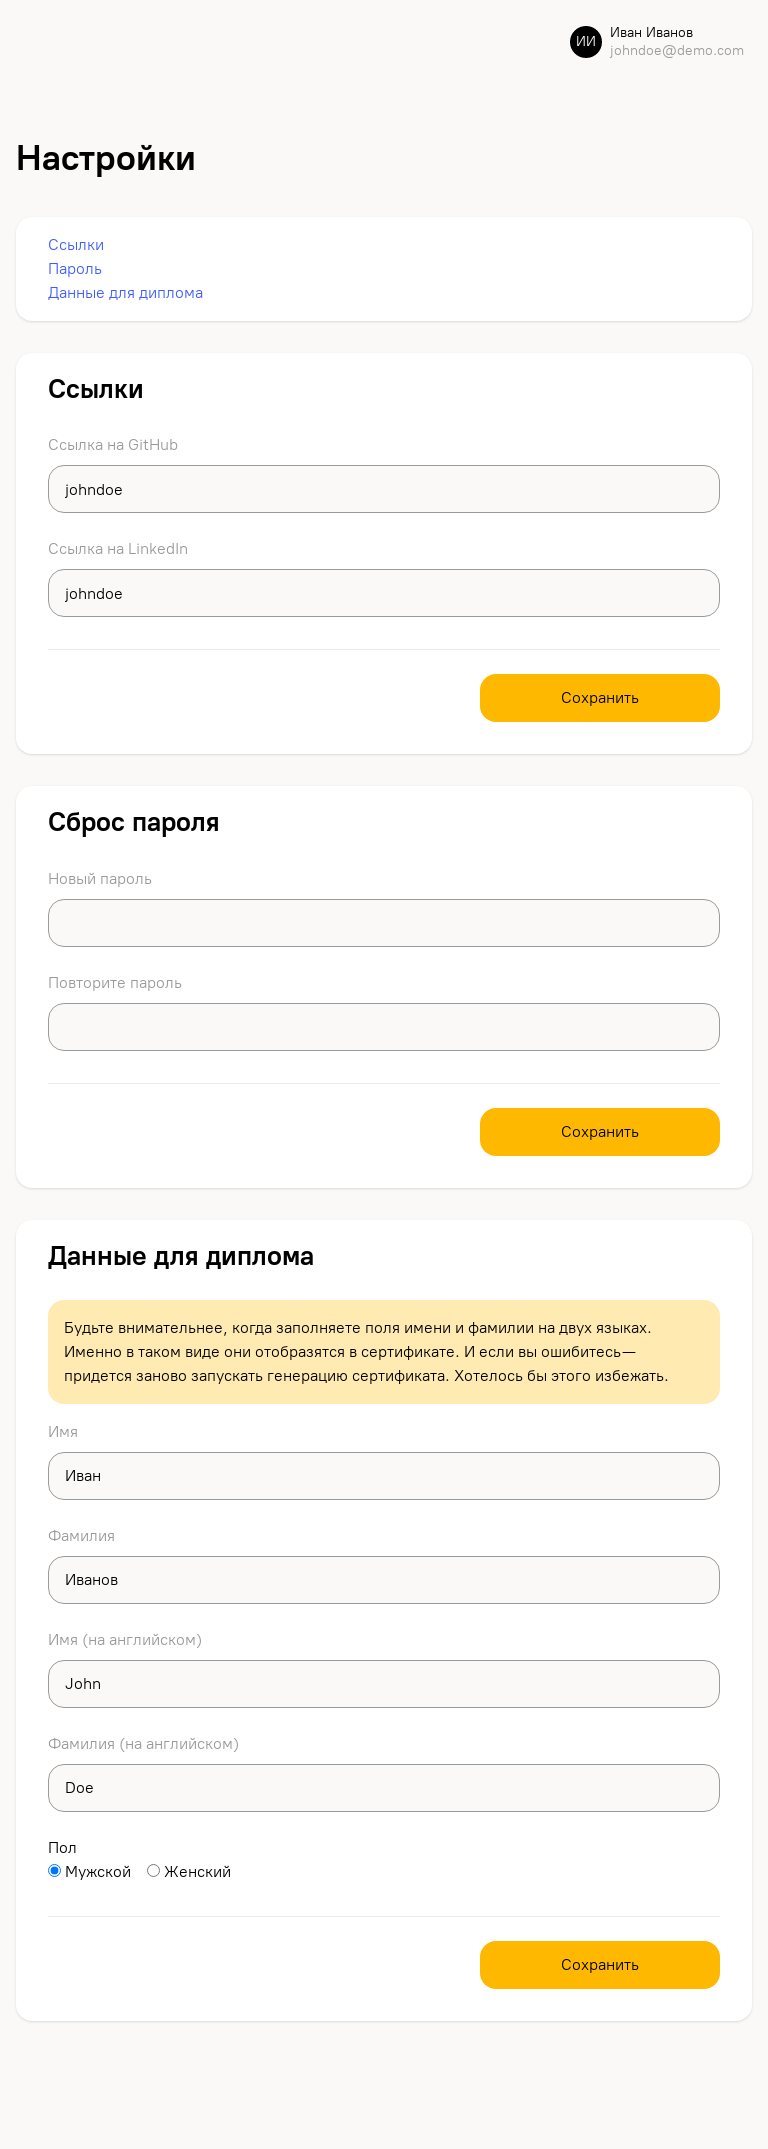 ИИ
Иван Иванов
johndoe@demo.com
Настройки
Ссылки
Пароль
Данные для диплома
Ссылки
Ссылка на GitHub
johndoe
Ссылка на LinkedIn
johndoe
Сохранить
Сброс пароля
Новый пароль
Повторите пароль
Сохранить
Данные для диплома
Будьте внимательнее, когда заполняете поля имени и фамилии на двух языках.
Именно в таком виде они отобразятся в сертификате. И если вы ошибитесь —
придется заново запускать генерацию сертификата. Хотелось бы этого избежать.
Имя
Иван
Фамилия
Иванов
Имя (на английском)
John
Фамилия (на английском)
Doe
Пол
Мужской Женский
Сохранить